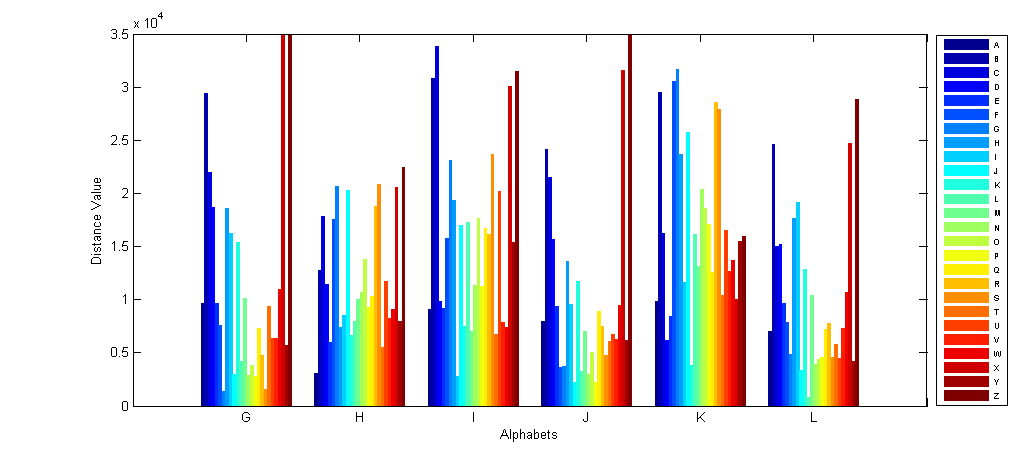 x 10^4
3.5
3
2.5
2
1.5
1
0.5
0
Distance Value
G H I J K L
Alphabets
A
B
C
D
E
F
G
H
I
J
K
L
M
N
O
P
Q
R
S
T
U
V
W
X
Y
Z